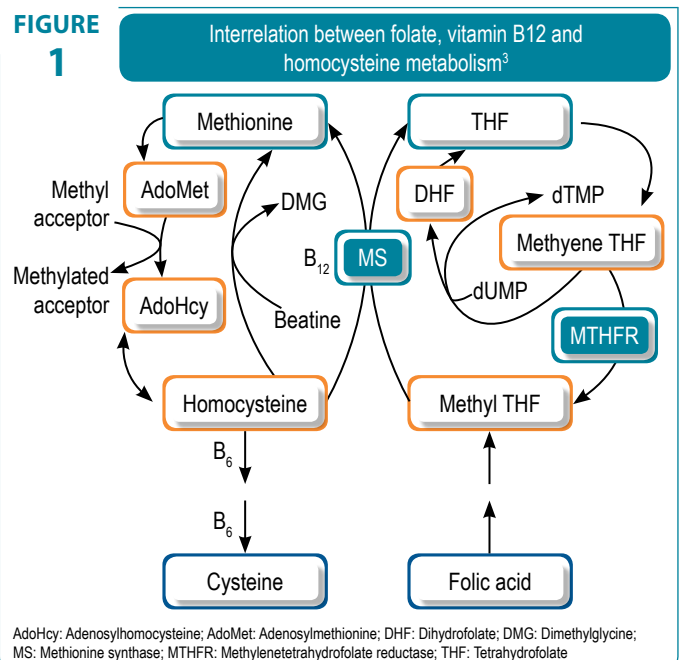 FIGURE
1
Interrelation between folate, vitamin B12 and
homocysteine metabolism³
Methionine
THF
AdoMet
DHF
dTMP
Methyl
acceptor
DMG
Methyene THF
B₁₂
MS
Methylated
acceptor
AdoHcy
Beatine
dUMP
MTHFR
Homocysteine
Methyl THF
B₆
B₆
Cysteine
Folic acid
AdoHcy: Adenosylhomocysteine; AdoMet: Adenosylmethionine; DHF: Dihydrofolate; DMG: Dimethylglycine;
MS: Methionine synthase; MTHFR: Methylenetetrahydrofolate reductase; THF: Tetrahydrofolate